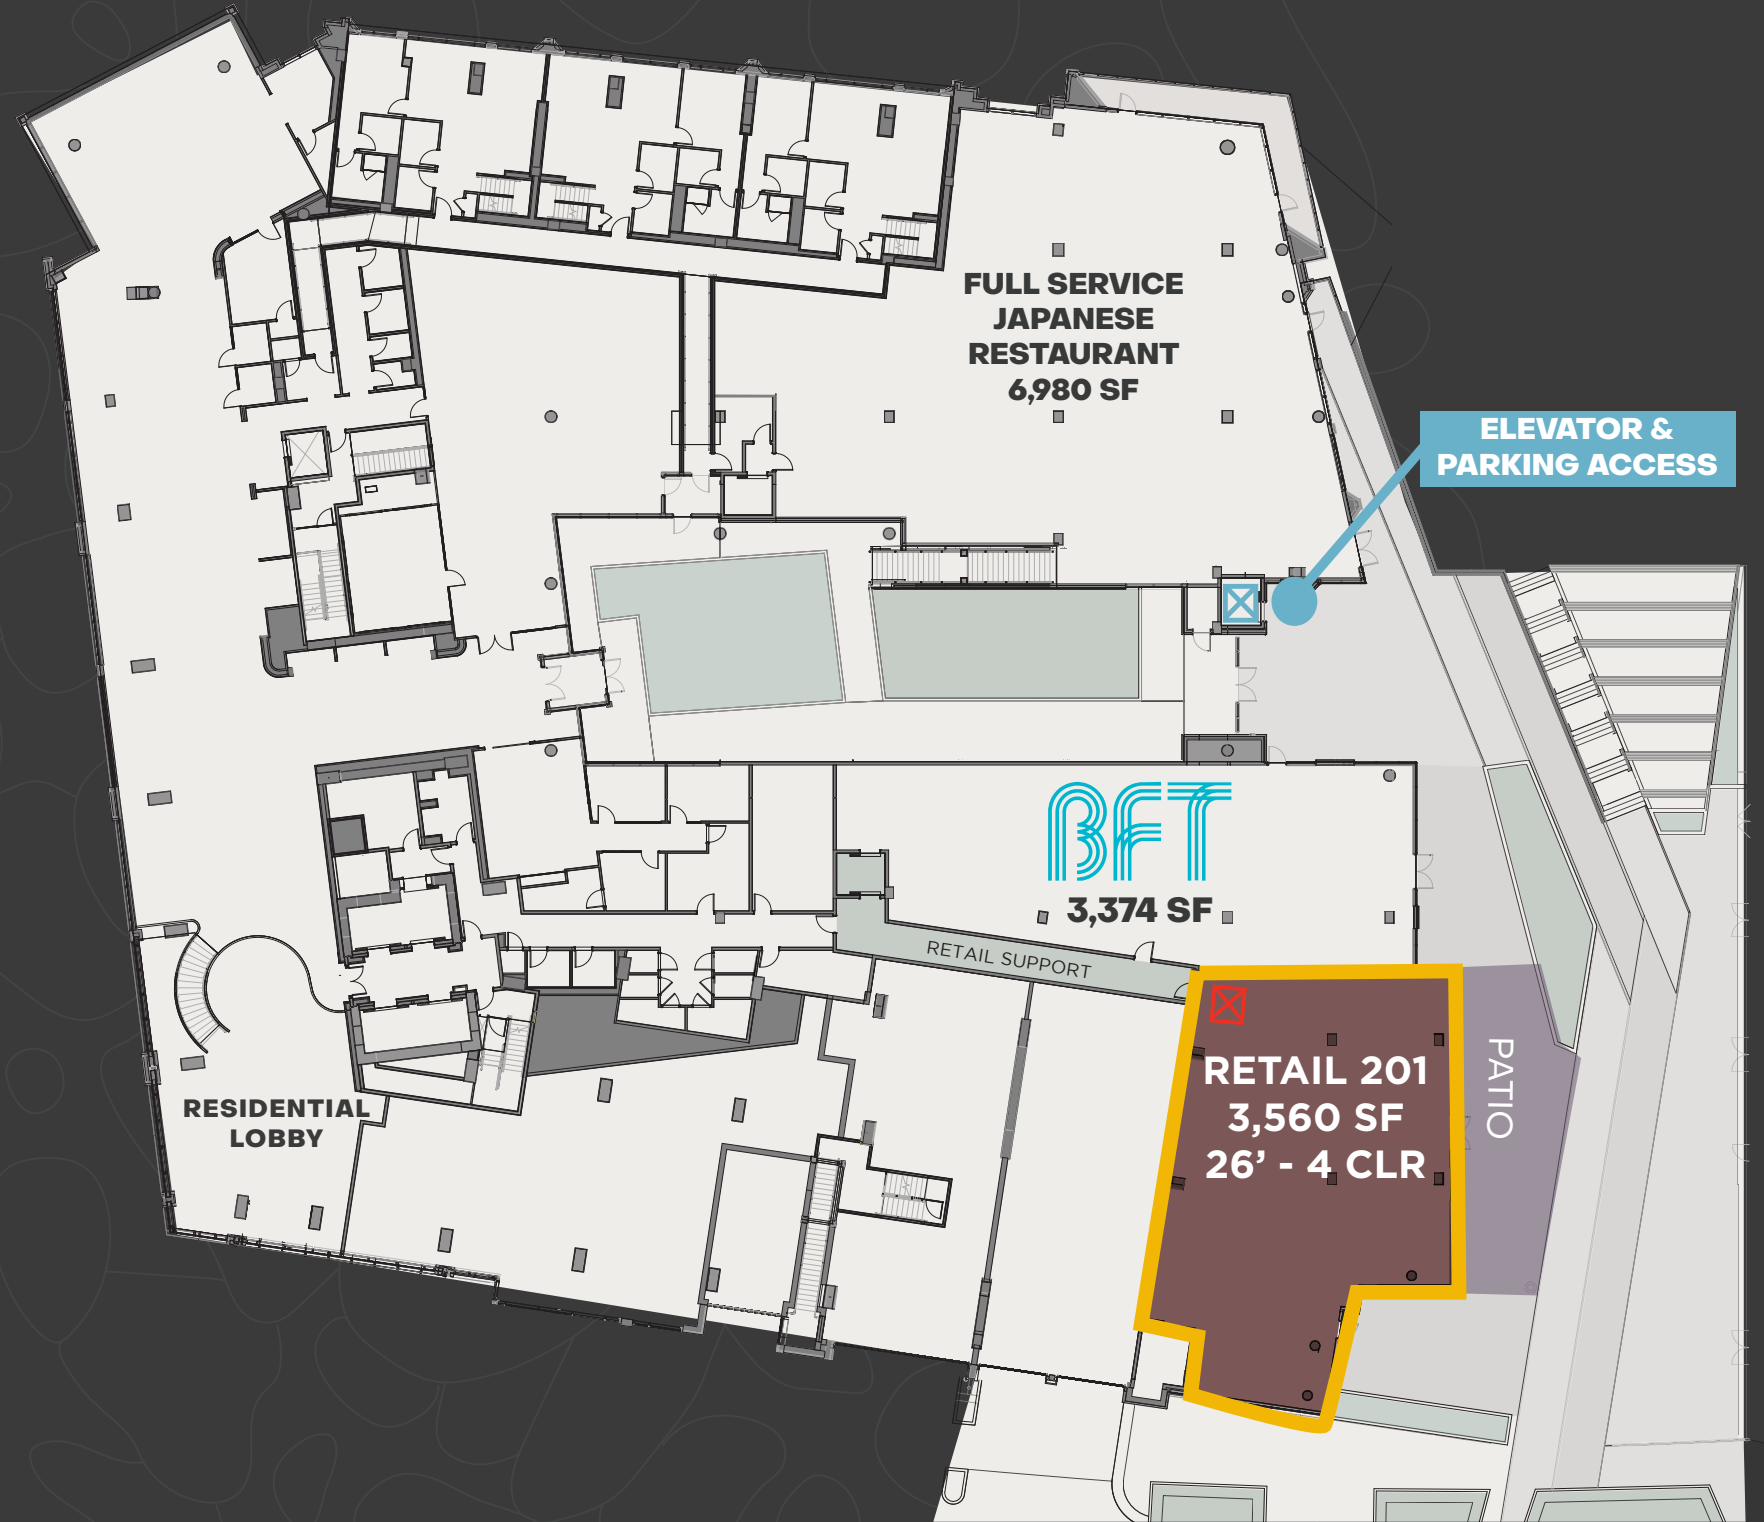 FULL SERVICE
JAPANESE
RESTAURANT
6,980 SF
ELEVATOR &
PARKING ACCESS
BFT
3,374 SF
RETAIL SUPPORT
RETAIL 201
3,560 SF
26’ - 4 CLR
PATIO
RESIDENTIAL
LOBBY